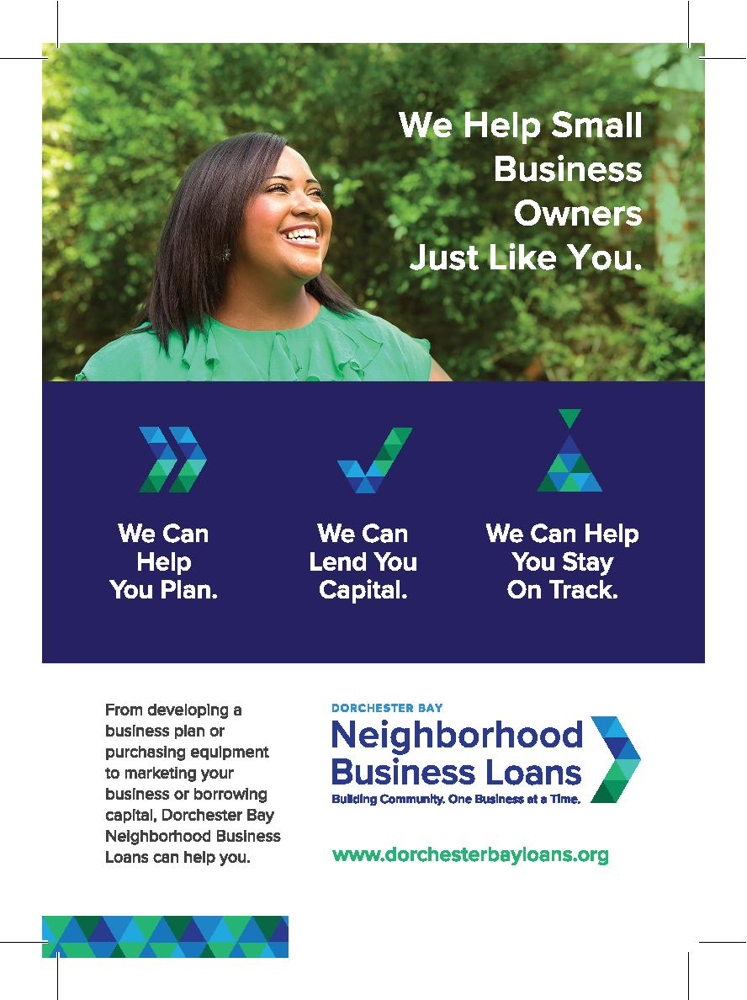 We Help Small
Business
Owners
Just Like You.
We Can
Help
You Plan.
We Can
Lend You
Capital.
We Can Help
You Stay
On Track.
From developing a
business plan or
purchasing equipment
to marketing your
business or borrowing
capital, Dorchester Bay
Neighborhood Business
Loans can help you.
DORCHESTER BAY
Neighborhood
Business Loans
Building Community. One Business at a Time.
www.dorchesterbayloans.org